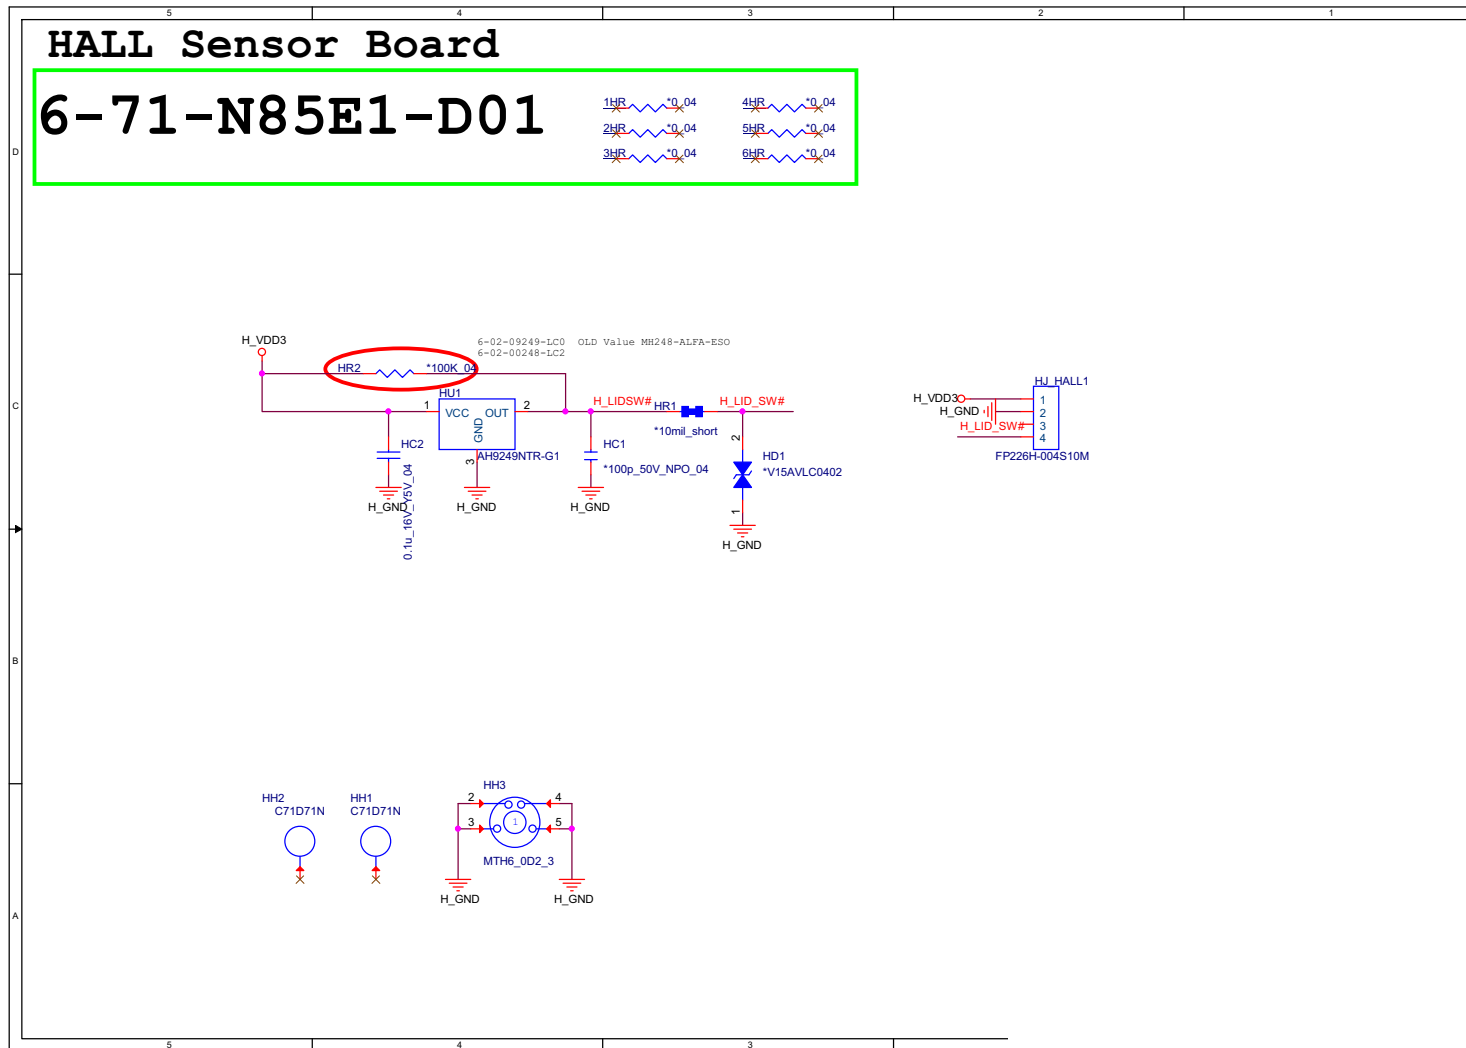 5 4 3 2 1
HALL Sensor Board
6-71-N85E1-D01
1HR *0_04 4HR *0_04
2HR *0_04 5HR *0_04
3HR *0_04 6HR *0_04
D
H_VDD3
6-02-09249-LC0 OLD Value MH248-ALFA-ESO
6-02-00248-LC2
HR2 *100K_04
HU1
1 VCC OUT 2
GND
3
AH9249NTR-G1
H_LIDSW# HR1 H_LID_SW#
*10mil_short
HC2
0.1u_16V_Y5V_04
HC1
*100p_50V_NPO_04
2
HD1
*V15AVLC0402
1
H_GND H_GND H_GND
H_GND
HJ_HALL1
H_VDD3 1
H_GND 2
H_LID_SW# 3
4
FP226H-004S10M
C
B
HH2
C71D71N
HH1
C71D71N
HH3
2 4
3 1 5
MTH6_0D2_3
H_GND H_GND
A
5 4 3